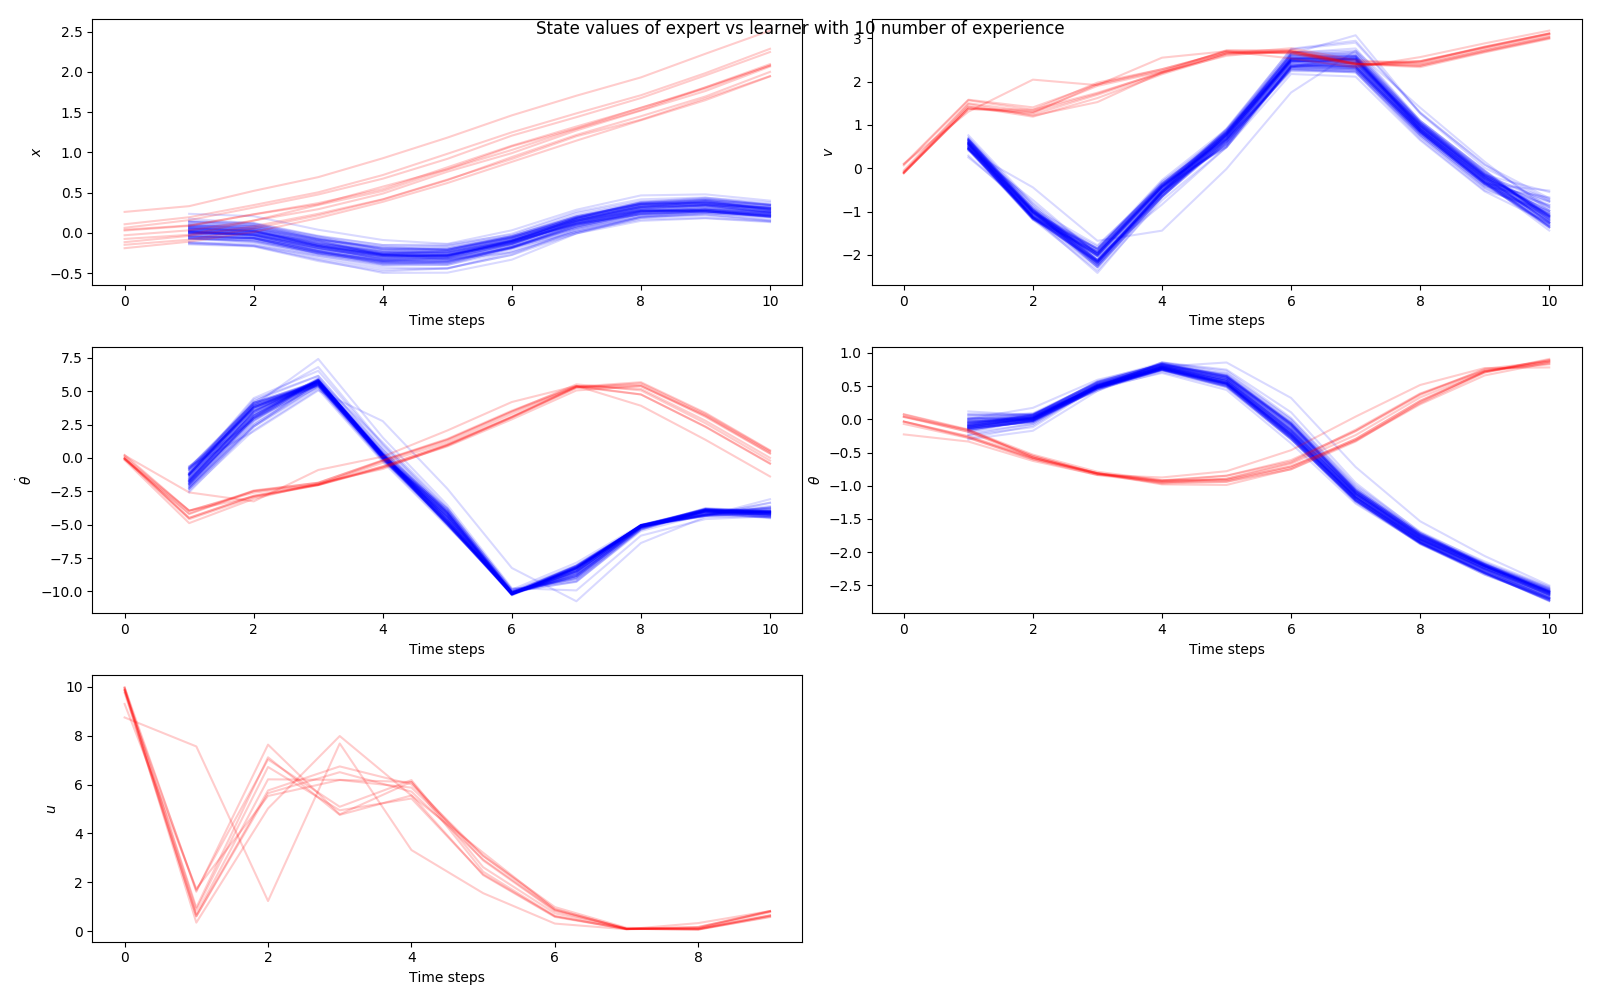 State values of expert vs learner with 10 number of experience
2.5
2.0
1.5
1.0
0.5
0.0
−0.5
x
0 2 4 6 8 10
Time steps
3
2
1
0
−1
−2
v
0 2 4 6 8 10
Time steps
7.5
5.0
2.5
0.0
−2.5
−5.0
−7.5
−10.0
θ̇
0 2 4 6 8 10
Time steps
1.0
0.5
0.0
−0.5
−1.0
−1.5
−2.0
−2.5
θ
0 2 4 6 8 10
Time steps
10
8
6
4
2
0
u
0 2 4 6 8
Time steps